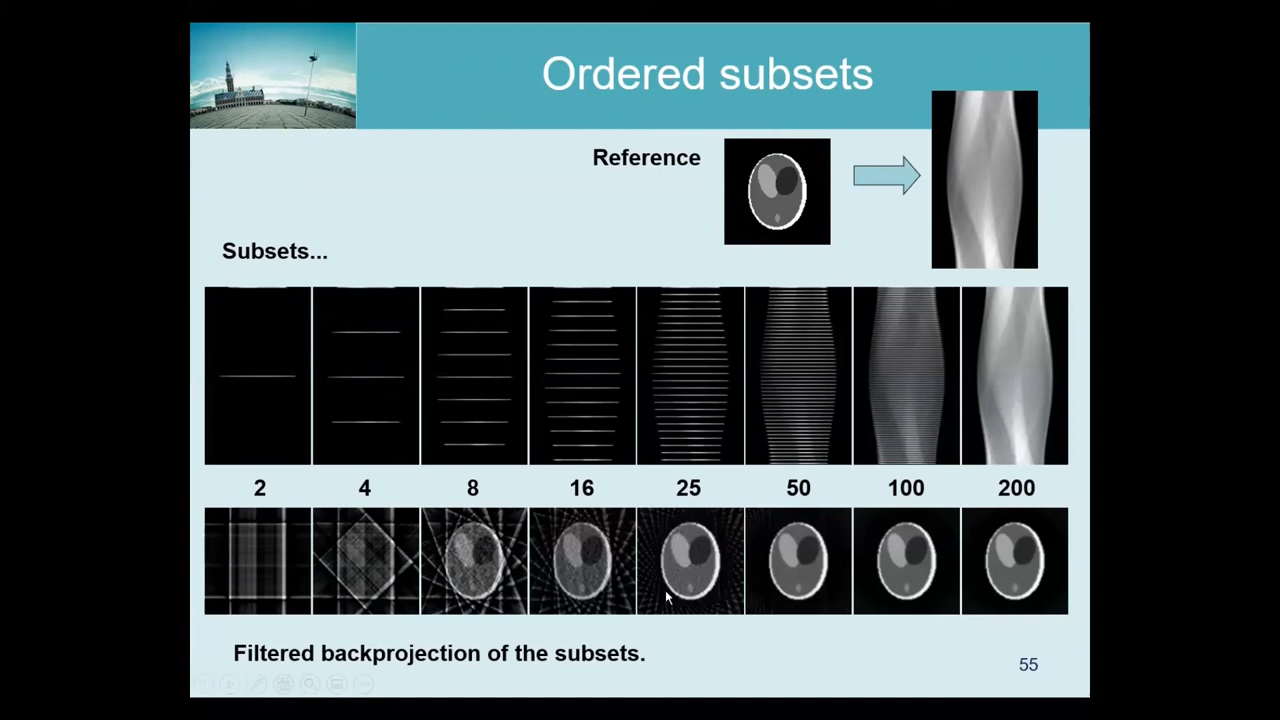 Ordered subsets
Reference
Subsets...
2 4 8 16 25 50 100 200
Filtered backprojection of the subsets.
55